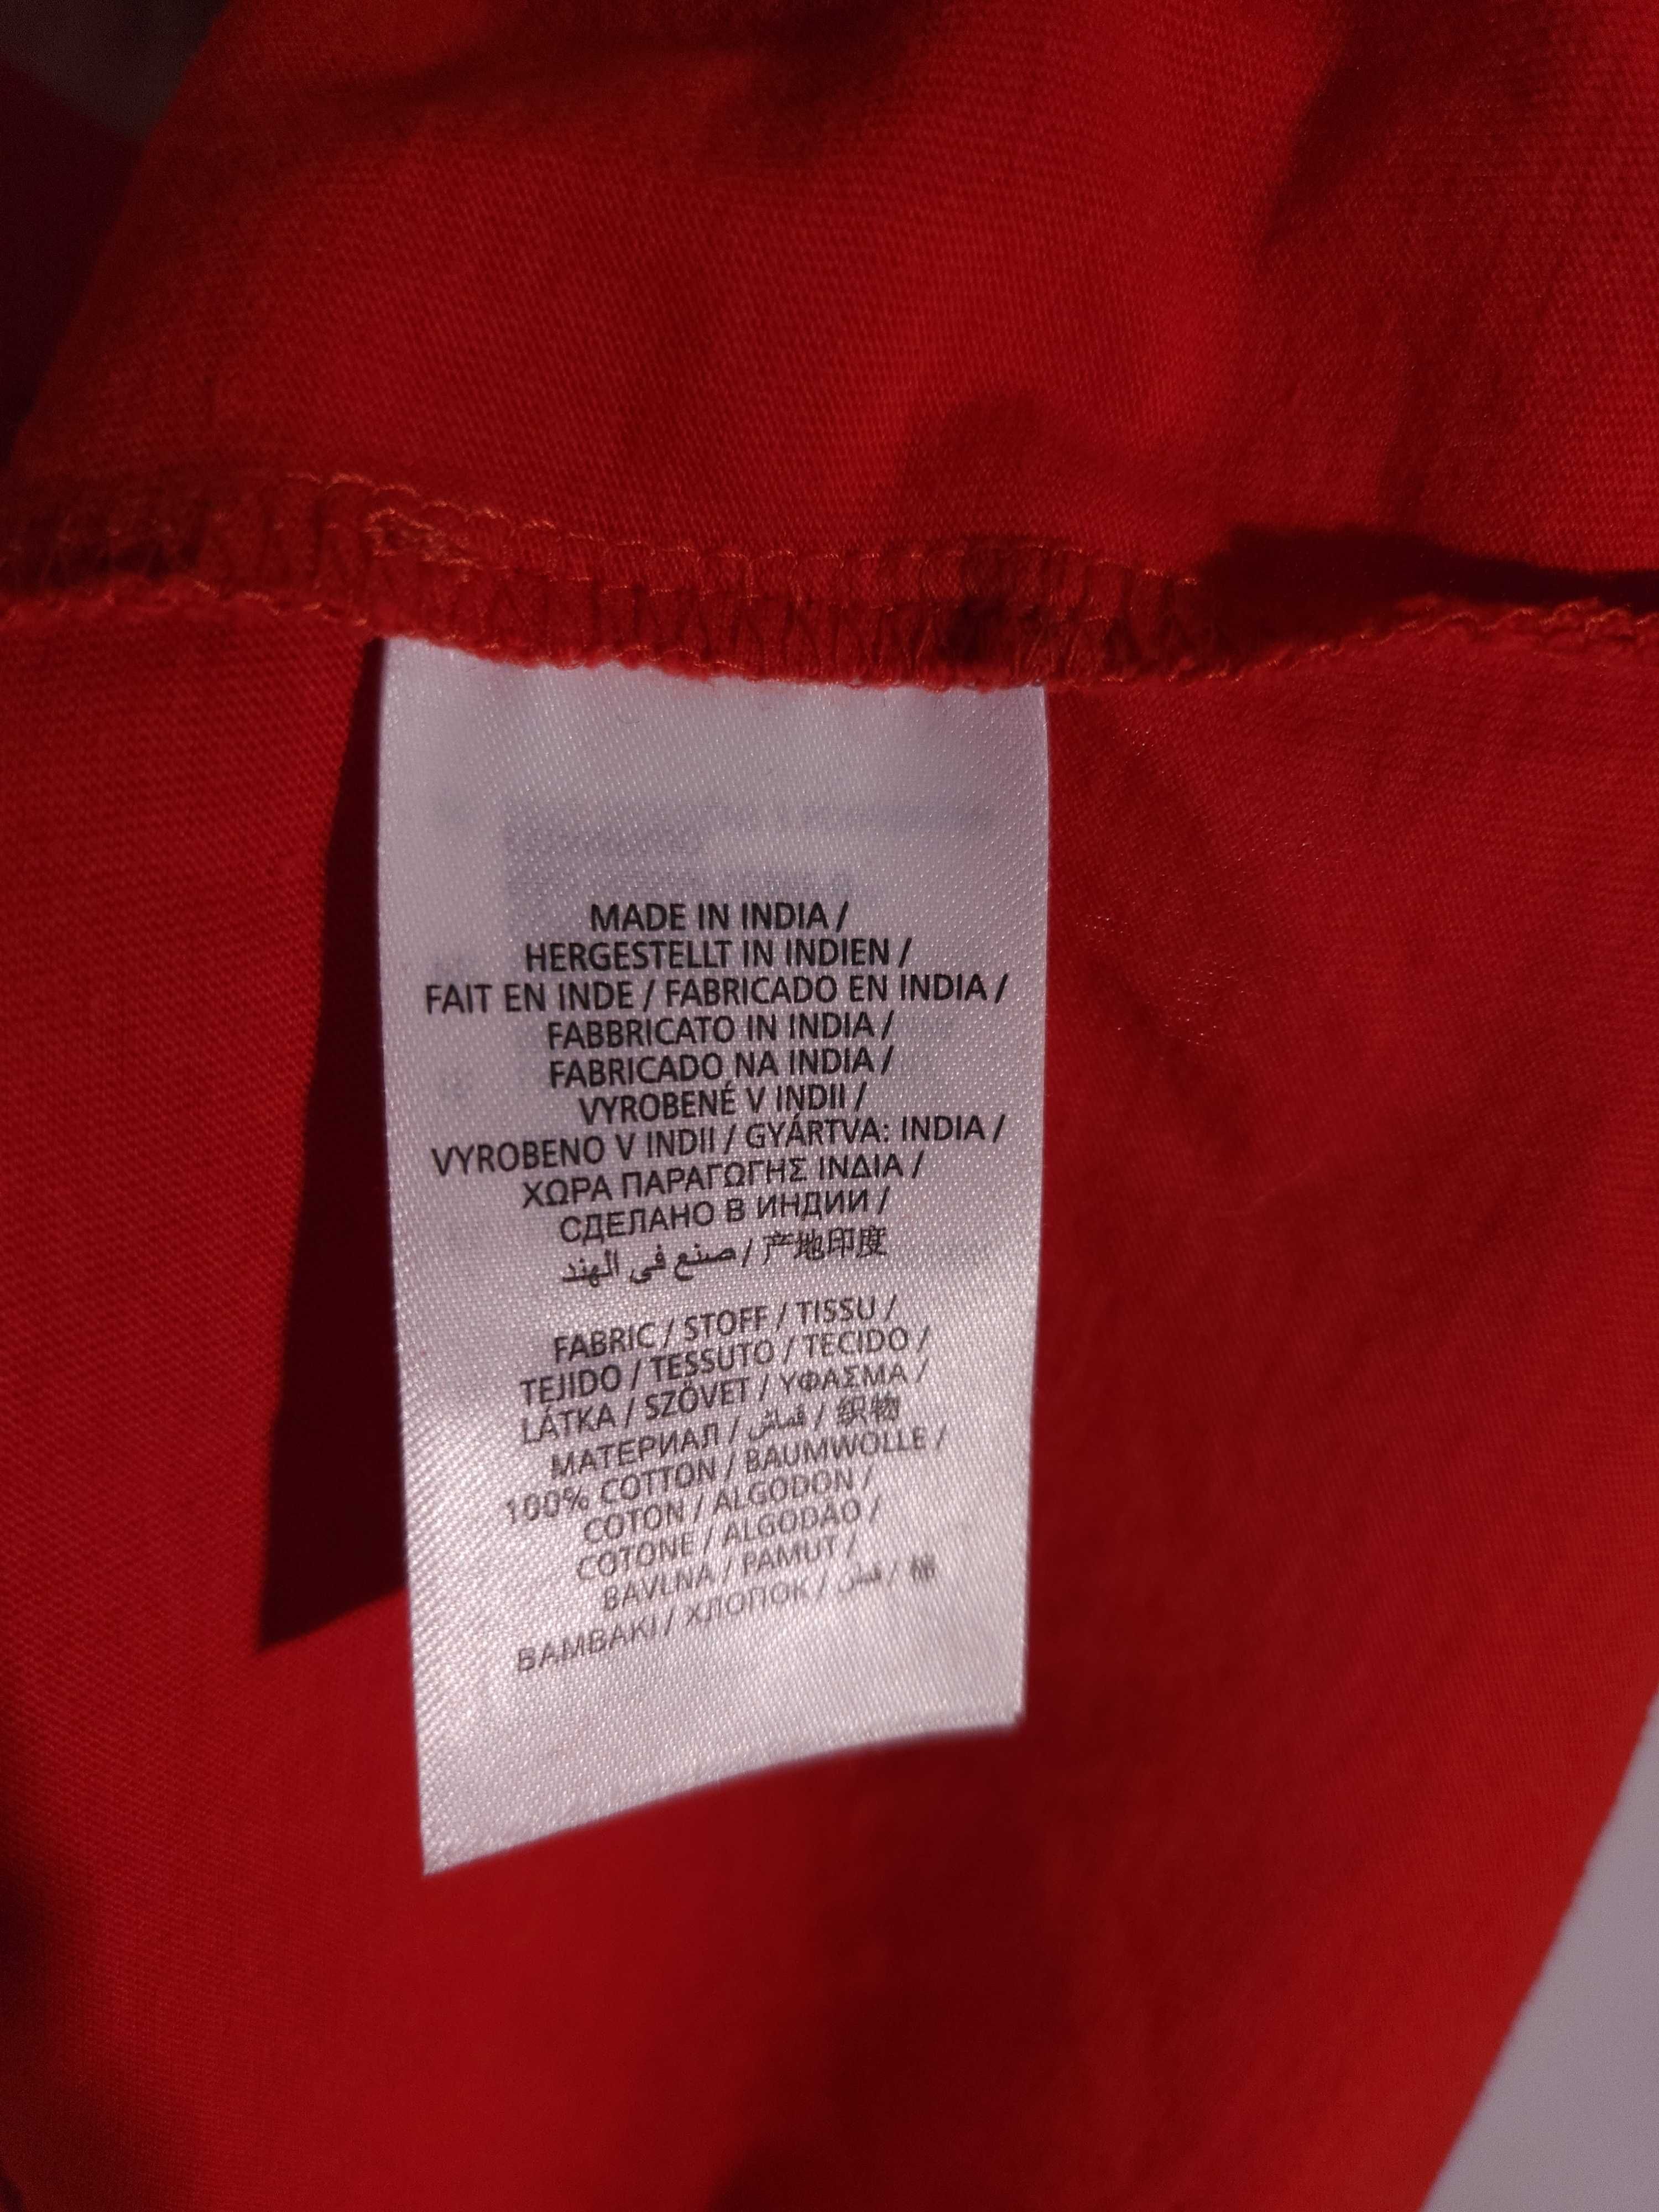 MADE IN INDIA /
HERGESTELLT IN INDIEN /
FAIT EN INDE / FABRICADO EN INDIA /
FABBRICATO IN INDIA /
FABRICADO NA INDIA /
VYROBENÉ V INDII /
VYROBENO V INDII / GYÁRTVA: INDIA /
ΧΩΡΑ ΠΑΡΑΓΩΓΗΣ ΙΝΔΙΑ /
СДЕЛАНО В ИНДИИ /
صنع في الهند / 产地印度
FABRIC / STOFF / TISSU /
TEJIDO / TESSUTO / TECIDO /
LÁTKA / SZÖVET / ΥΦΑΣΜΑ /
МАТЕРИАЛ / قماش / 织物
100% COTTON / BAUMWOLLE /
COTON / ALGODON /
COTONE / ALGODÃO /
BAVLNA / PAMUT /
BAMBAKI / ХЛОПОК / / 棉